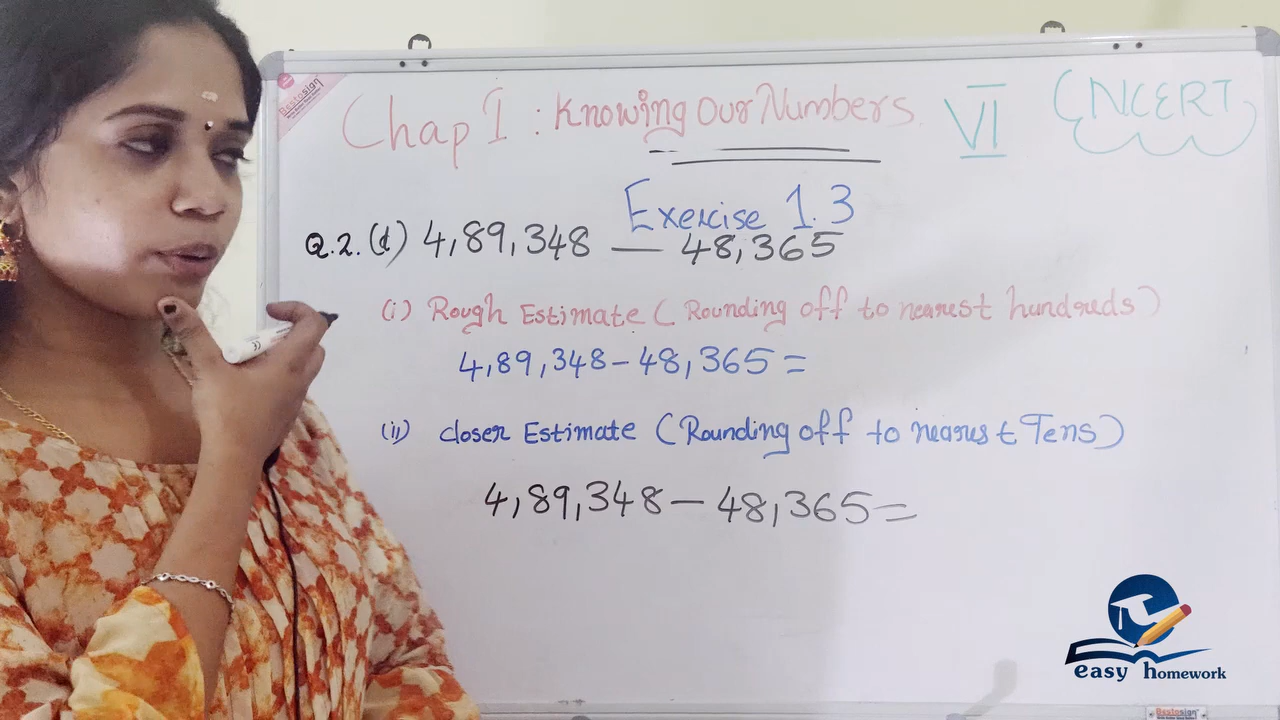 Bestosign
Chap I : Knowing Our Numbers. VI NCERT
Exercise 1.3
Q.2. (d) 4,89,348 — 48,365
(i) Rough Estimate ( Rounding off to nearest hundreds)
4,89,348 - 48,365 =
(ii) closer Estimate (Rounding off to nearest Tens)
4,89,348 - 48,365 =
easy homework
Bestosign